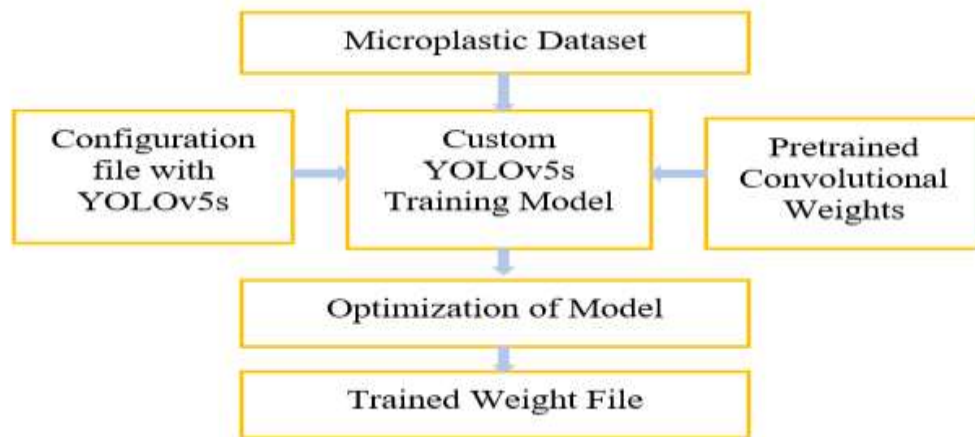 Microplastic Dataset
Configuration
file with
YOLOv5s
Custom
YOLOv5s
Training Model
Pretrained
Convolutional
Weights
Optimization of Model
Trained Weight File